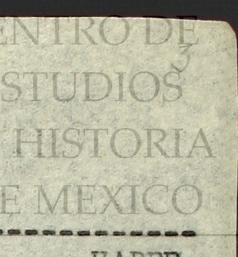 ENTRO DE
3
STUDIOS
HISTORIA
E MEXICO